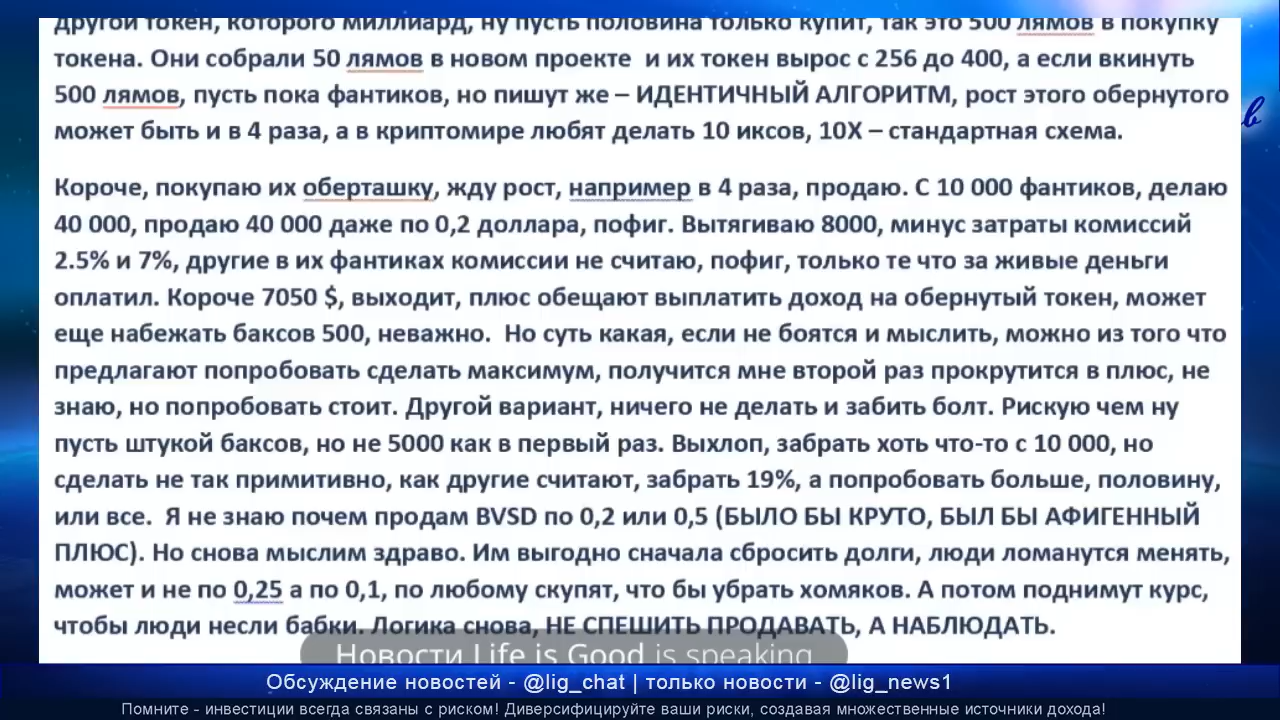 другой токен, которого миллиард, ну пусть половина только купит, так это 500 лямов в покупку
токена. Они собрали 50 лямов в новом проекте и их токен вырос с 256 до 400, а если вкинуть
500 лямов, пусть пока фантиков, но пишут же – ИДЕНТИЧНЫЙ АЛГОРИТМ, рост этого обернутого
может быть и в 4 раза, а в криптомире любят делать 10 иксов, 10X – стандартная схема.
Короче, покупаю их оберташку, жду рост, например в 4 раза, продаю. С 10 000 фантиков, делаю
40 000, продаю 40 000 даже по 0,2 доллара, пофиг. Вытягиваю 8000, минус затраты комиссий
2.5% и 7%, другие в их фантиках комиссии не считаю, пофиг, только те что за живые деньги
оплатил. Короче 7050 $, выходит, плюс обещают выплатить доход на обернутый токен, может
еще набежать баксов 500, неважно. Но суть какая, если не боятся и мыслить, можно из того что
предлагают попробовать сделать максимум, получится мне второй раз прокрутится в плюс, не
знаю, но попробовать стоит. Другой вариант, ничего не делать и забить болт. Рискую чем ну
пусть штукой баксов, но не 5000 как в первый раз. Выхлоп, забрать хоть что-то с 10 000, но
сделать не так примитивно, как другие считают, забрать 19%, а попробовать больше, половину,
или все. Я не знаю почем продам BVSD по 0,2 или 0,5 (БЫЛО БЫ КРУТО, БЫЛ БЫ АФИГЕННЫЙ
ПЛЮС). Но снова мыслим здраво. Им выгодно сначала сбросить долги, люди ломанутся менять,
может и не по 0,25 а по 0,1, по любому скупят, что бы убрать хомяков. А потом поднимут курс,
чтобы люди несли бабки. Логика снова, НЕ СПЕШИТЬ ПРОДАВАТЬ, А НАБЛЮДАТЬ.
Новости Life is Good is speaking
Обсуждение новостей - @lig_chat | только новости - @lig_news1
Помните - инвестиции всегда связаны с риском! Диверсифицируйте ваши риски, создавая множественные источники дохода!